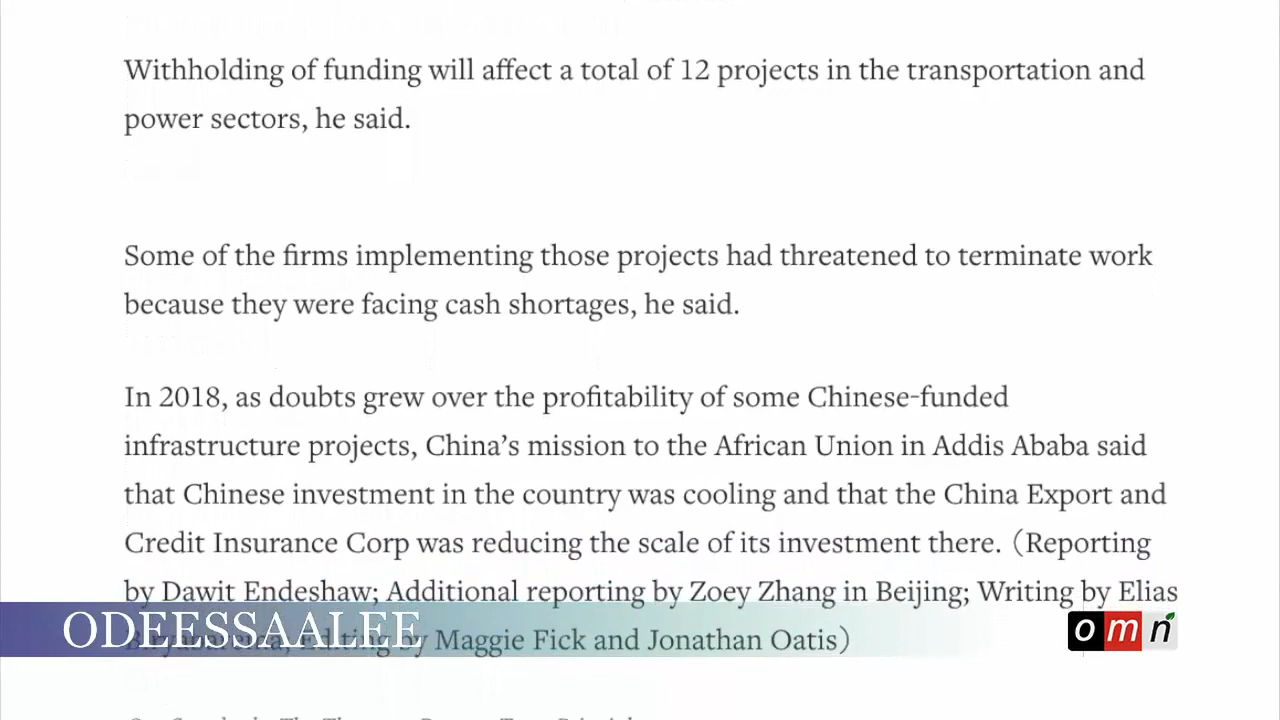 Withholding of funding will affect a total of 12 projects in the transportation and
power sectors, he said.
Some of the firms implementing those projects had threatened to terminate work
because they were facing cash shortages, he said.
In 2018, as doubts grew over the profitability of some Chinese-funded
infrastructure projects, China’s mission to the African Union in Addis Ababa said
that Chinese investment in the country was cooling and that the China Export and
Credit Insurance Corp was reducing the scale of its investment there. (Reporting
by Dawit Endeshaw; Additional reporting by Zoey Zhang in Beijing; Writing by Elias
Editing by Maggie Fick and Jonathan Oatis)
ODEESSAALEE
omn